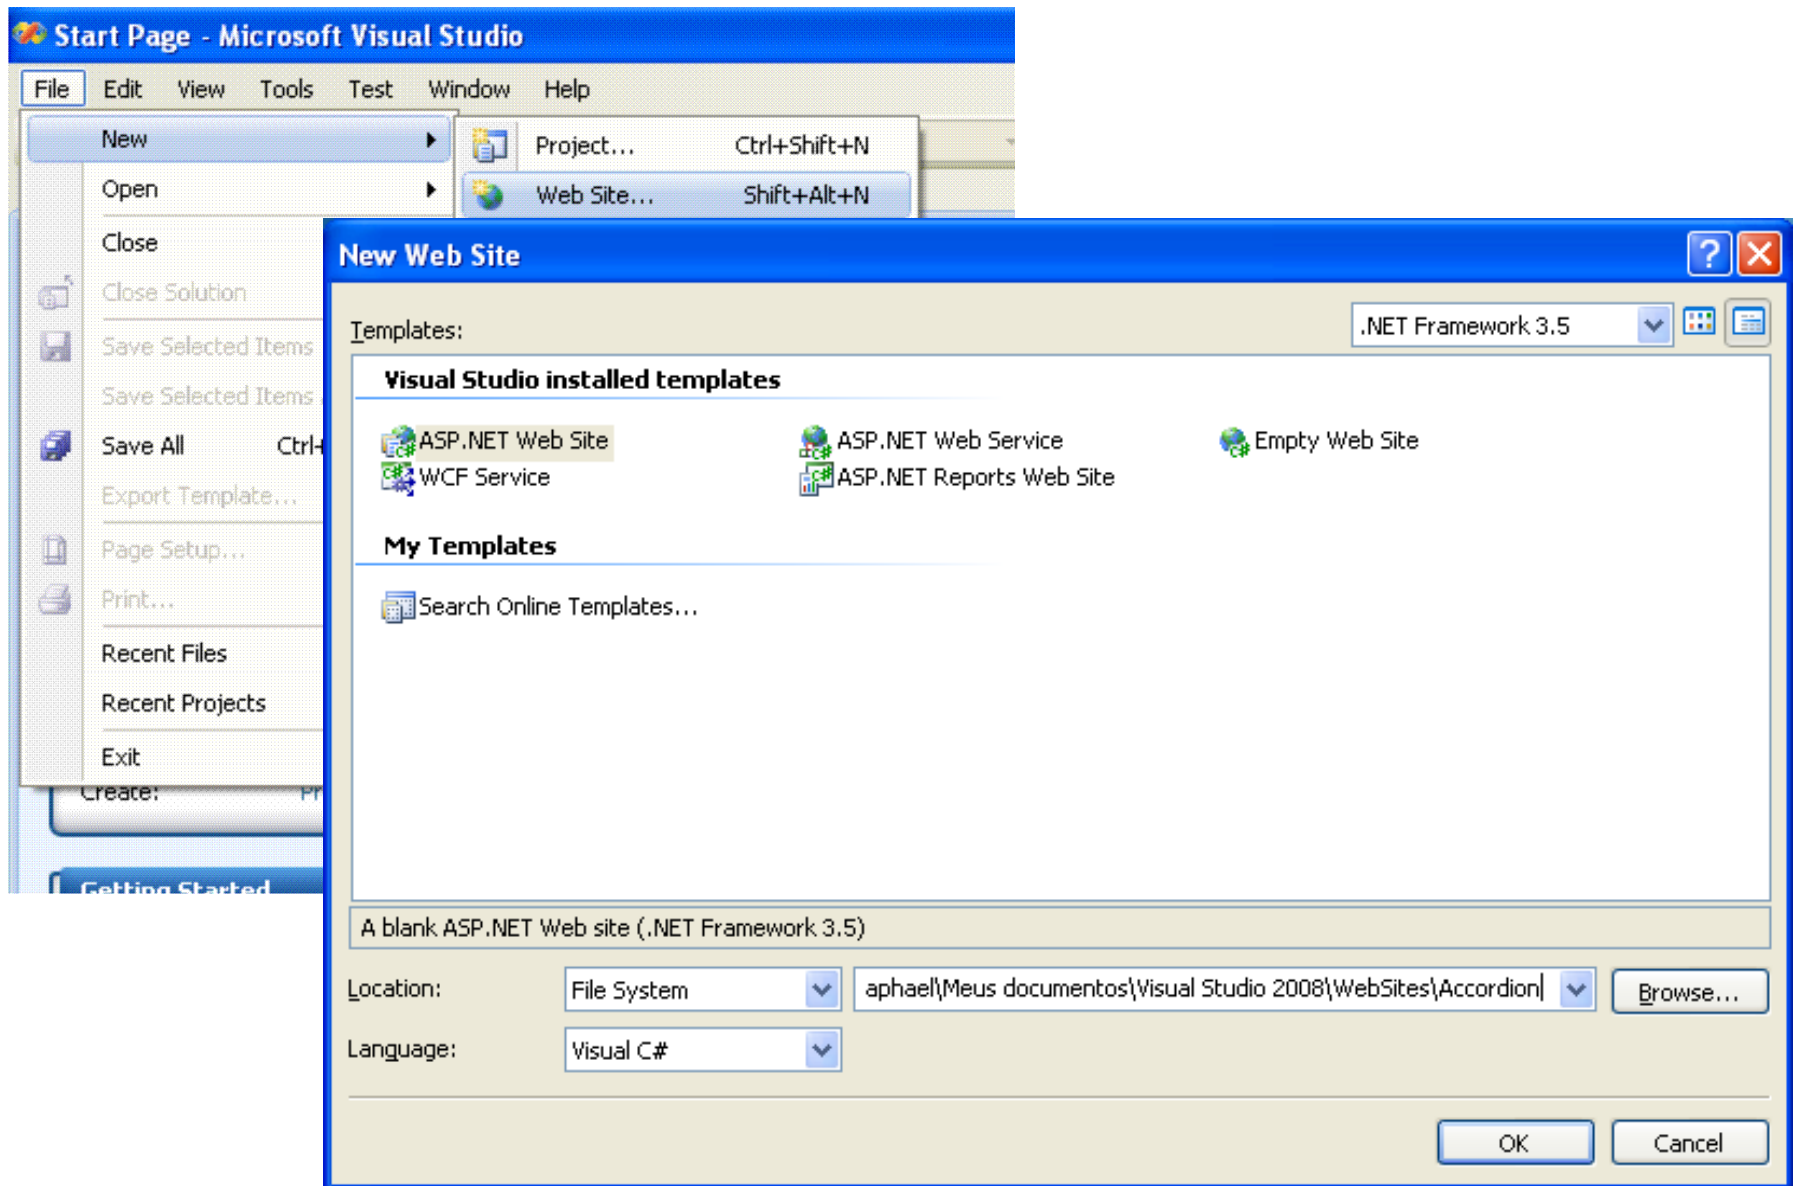 Start Page - Microsoft Visual Studio
File Edit View Tools Test Window Help
New
Project... Ctrl+Shift+N
Open
Web Site... Shift+Alt+N
Close
Close Solution
Save Selected Items
Save Selected Items
Save All Ctrl+
Export Template...
Page Setup...
Print...
Recent Files
Recent Projects
Exit
Create: Pr
Getting Started
New Web Site
Templates: .NET Framework 3.5
Visual Studio installed templates
ASP.NET Web Site ASP.NET Web Service Empty Web Site
WCF Service ASP.NET Reports Web Site
My Templates
Search Online Templates...
A blank ASP.NET Web site (.NET Framework 3.5)
Location: File System aphael\Meus documentos\Visual Studio 2008\WebSites\Accordion Browse...
Language: Visual C#
OK Cancel